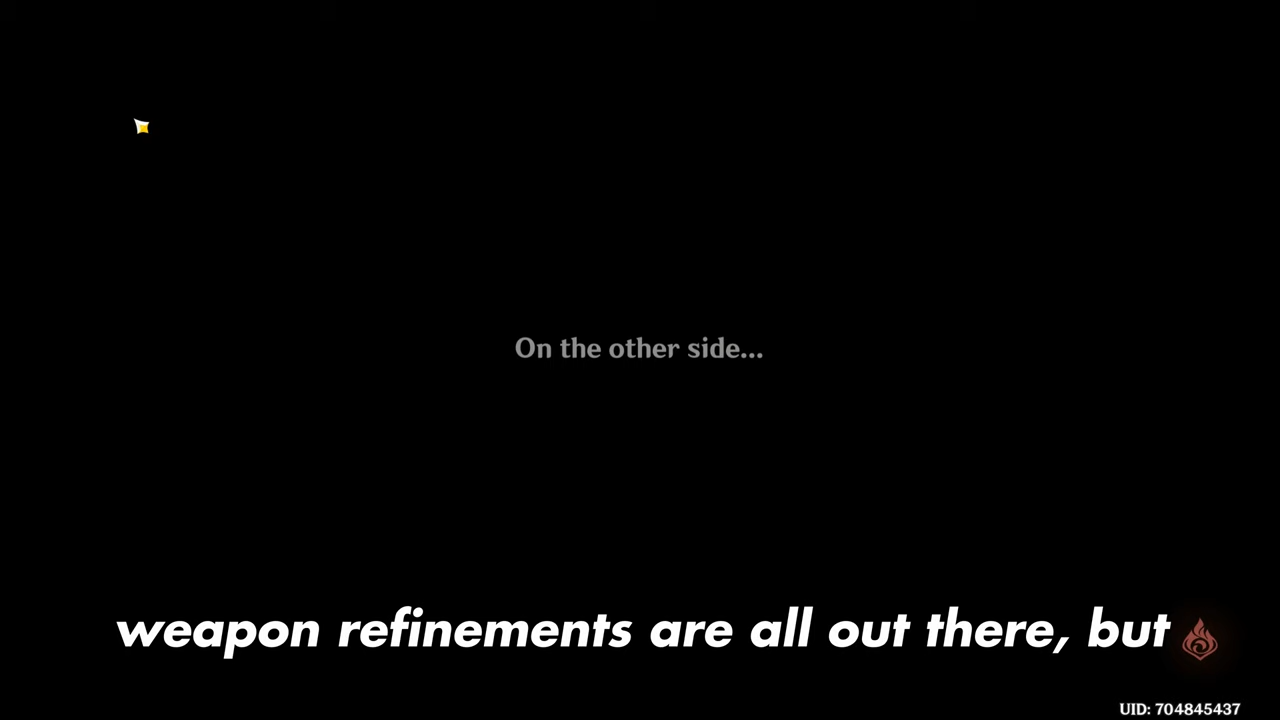 On the other side...
weapon refinements are all out there, but
UID: 704845437